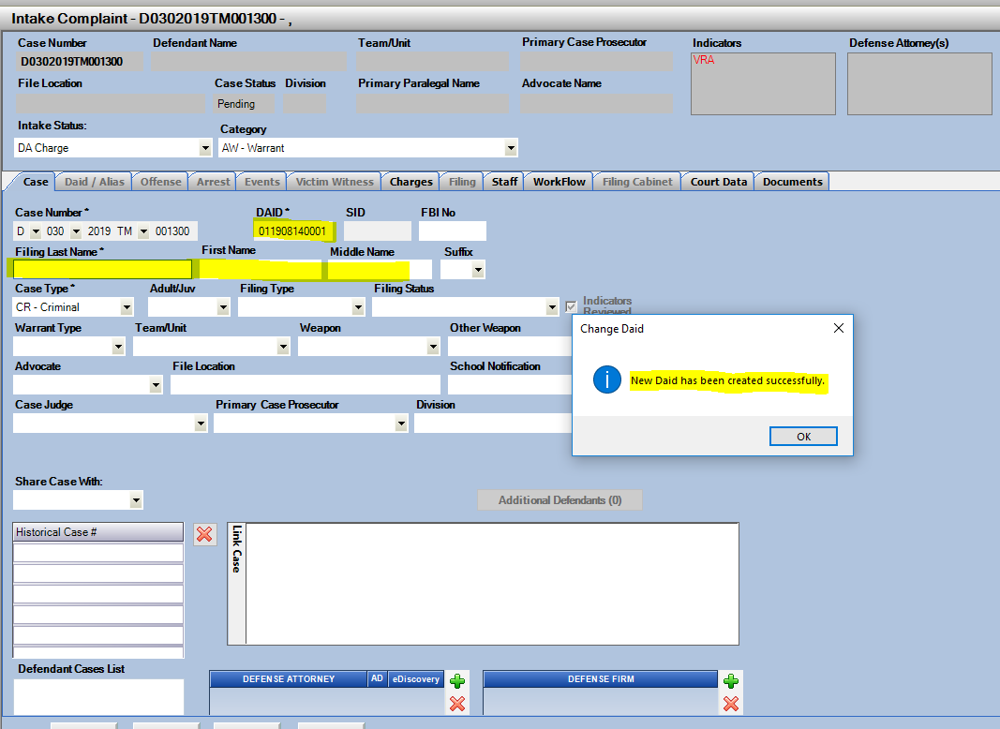 Intake Complaint - D0302019TM001300 - ,
Case Number Defendant Name Team/Unit Primary Case Prosecutor Indicators Defense Attorney(s)
D0302019TM001300 VRA
File Location Case Status Division Primary Paralegal Name Advocate Name
Pending
Intake Status: Category
DA Charge AW - Warrant
Case Daid / Alias Offense Arrest Events Victim Witness Charges Filing Staff WorkFlow Filing Cabinet Court Data Documents
Case Number * DAID * SID FBI No
D 030 2019 TM 001300 011908140001
Filing Last Name * First Name Middle Name Suffix
Case Type * Adult/Juv Filing Type Filing Status
CR - Criminal Indicators
Reviewed
Warrant Type Team/Unit Weapon Other Weapon
Change Daid
Advocate File Location School Notification
New Daid has been created successfully.
Case Judge Primary Case Prosecutor Division
OK
Share Case With:
Additional Defendants (0)
Historical Case #
Link Case
Defendant Cases List
DEFENSE ATTORNEY AD eDiscovery DEFENSE FIRM